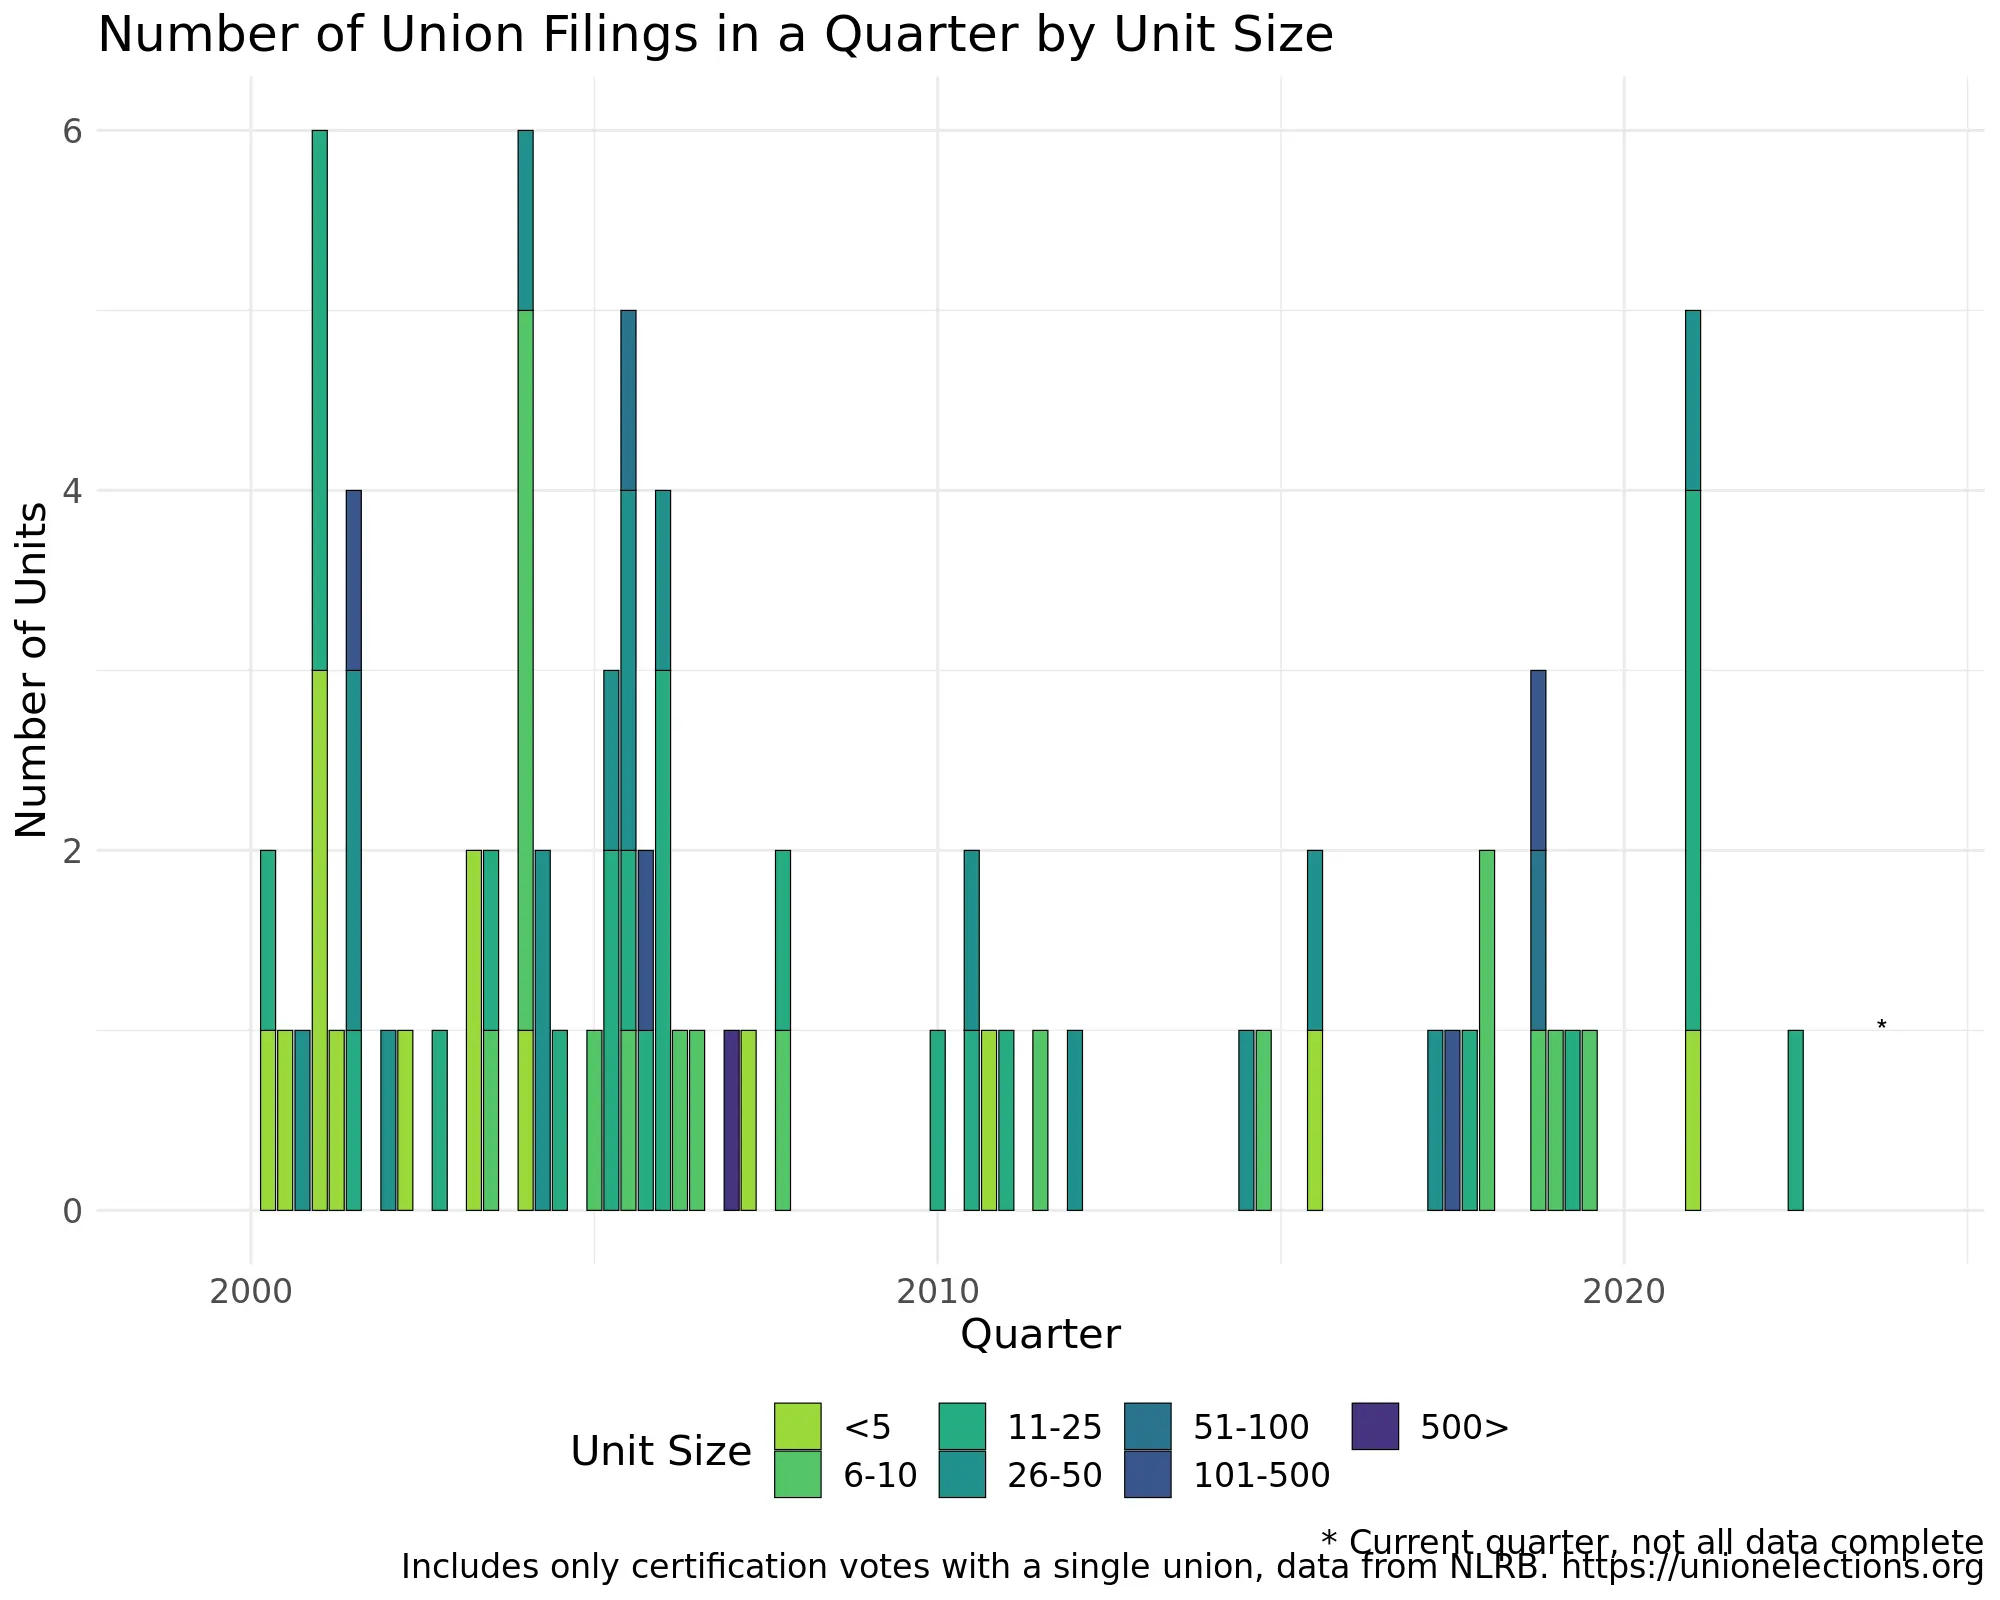 Number of Union Filings in a Quarter by Unit Size
Number of Units
6
4
2
0
*
2000 2010 2020
Quarter
Unit Size
<5 11-25 51-100 500>
6-10 26-50 101-500
* Current quarter, not all data complete
Includes only certification votes with a single union, data from NLRB. https://unionelections.org